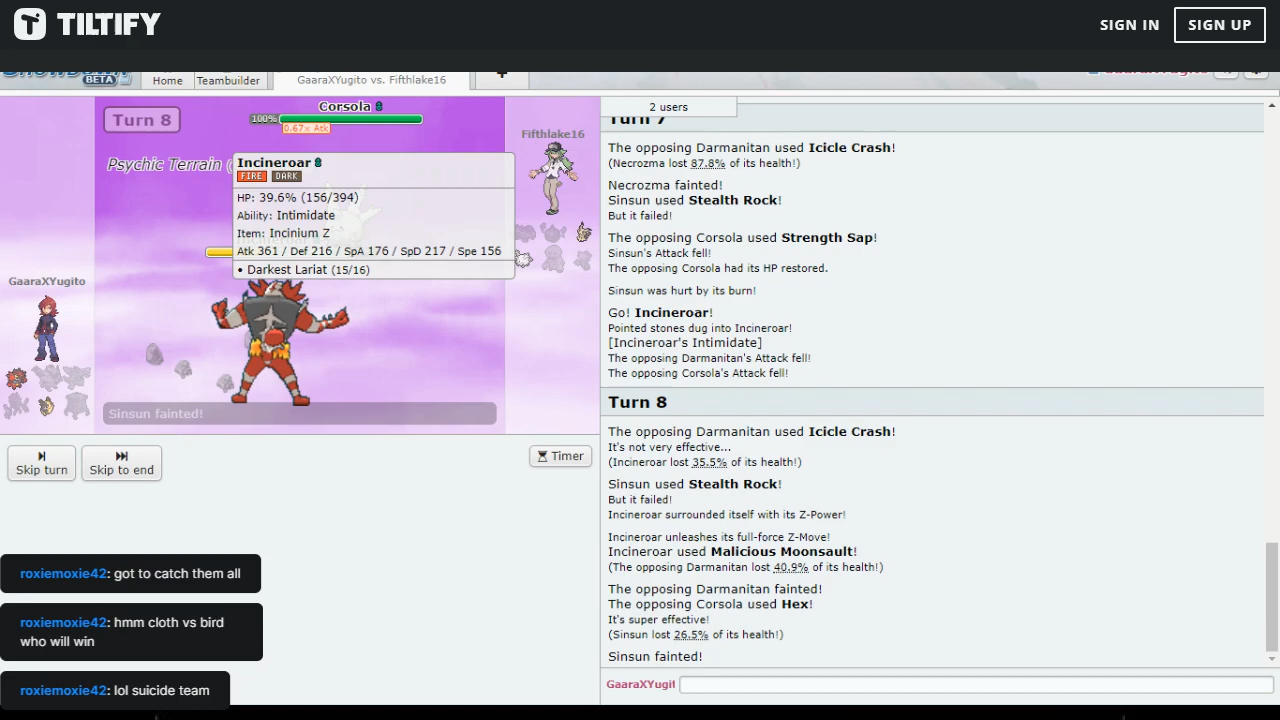 TILTIFY
SIGN IN
SIGN UP
BETA
Home
Teambuilder
GaaraXYugito vs. Fifthlake16
Turn 8
Corsola
100%
0.67x Atk
Psychic Terrain (
Incineroar
FIRE DARK
HP: 39.6% (156/394)
Ability: Intimidate
Item: Incinium Z
Atk 361 / Def 216 / SpA 176 / SpD 217 / Spe 156
• Darkest Lariat (15/16)
Fifthlake16
GaaraXYugito
Sinsun fainted!
Skip turn
Skip to end
Timer
roxiemoxie42: got to catch them all
roxiemoxie42: hmm cloth vs bird
who will win
roxiemoxie42: lol suicide team
2 users
Turn 7
The opposing Darmanitan used Icicle Crash!
(Necrozma lost 87.8% of its health!)
Necrozma fainted!
Sinsun used Stealth Rock!
But it failed!
The opposing Corsola used Strength Sap!
Sinsun's Attack fell!
The opposing Corsola had its HP restored.
Sinsun was hurt by its burn!
Go! Incineroar!
Pointed stones dug into Incineroar!
[Incineroar's Intimidate]
The opposing Darmanitan's Attack fell!
The opposing Corsola's Attack fell!
Turn 8
The opposing Darmanitan used Icicle Crash!
It's not very effective...
(Incineroar lost 35.5% of its health!)
Sinsun used Stealth Rock!
But it failed!
Incineroar surrounded itself with its Z-Power!
Incineroar unleashes its full-force Z-Move!
Incineroar used Malicious Moonsault!
(The opposing Darmanitan lost 40.9% of its health!)
The opposing Darmanitan fainted!
The opposing Corsola used Hex!
It's super effective!
(Sinsun lost 26.5% of its health!)
Sinsun fainted!
GaaraXYugit